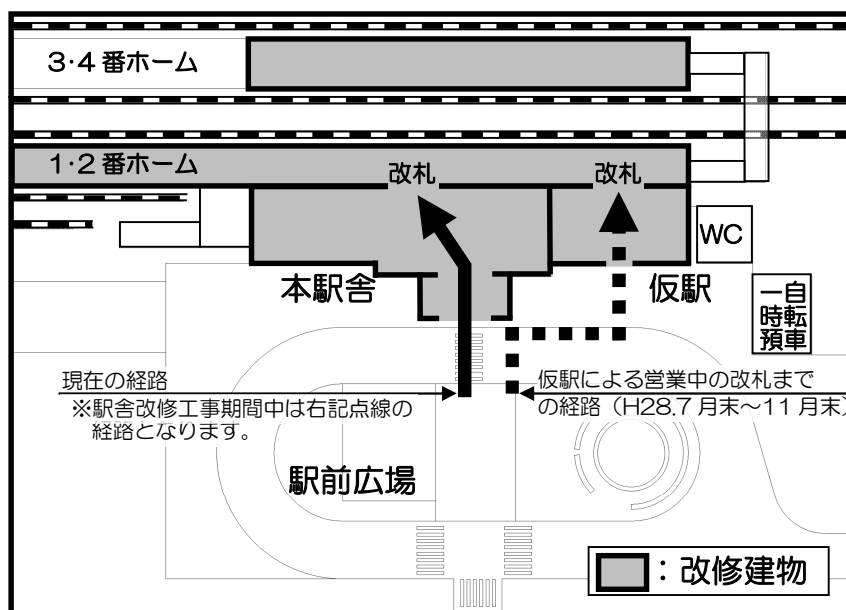 3・4番ホーム
1・2番ホーム
改札
改札
WC
本駅舎
仮駅
自転車
一時預
現在の経路
※駅舎改修工事期間中は右記点線の
経路となります。
仮駅による営業中の改札まで
の経路（H28.7月末～11月末）
駅前広場
：改修建物